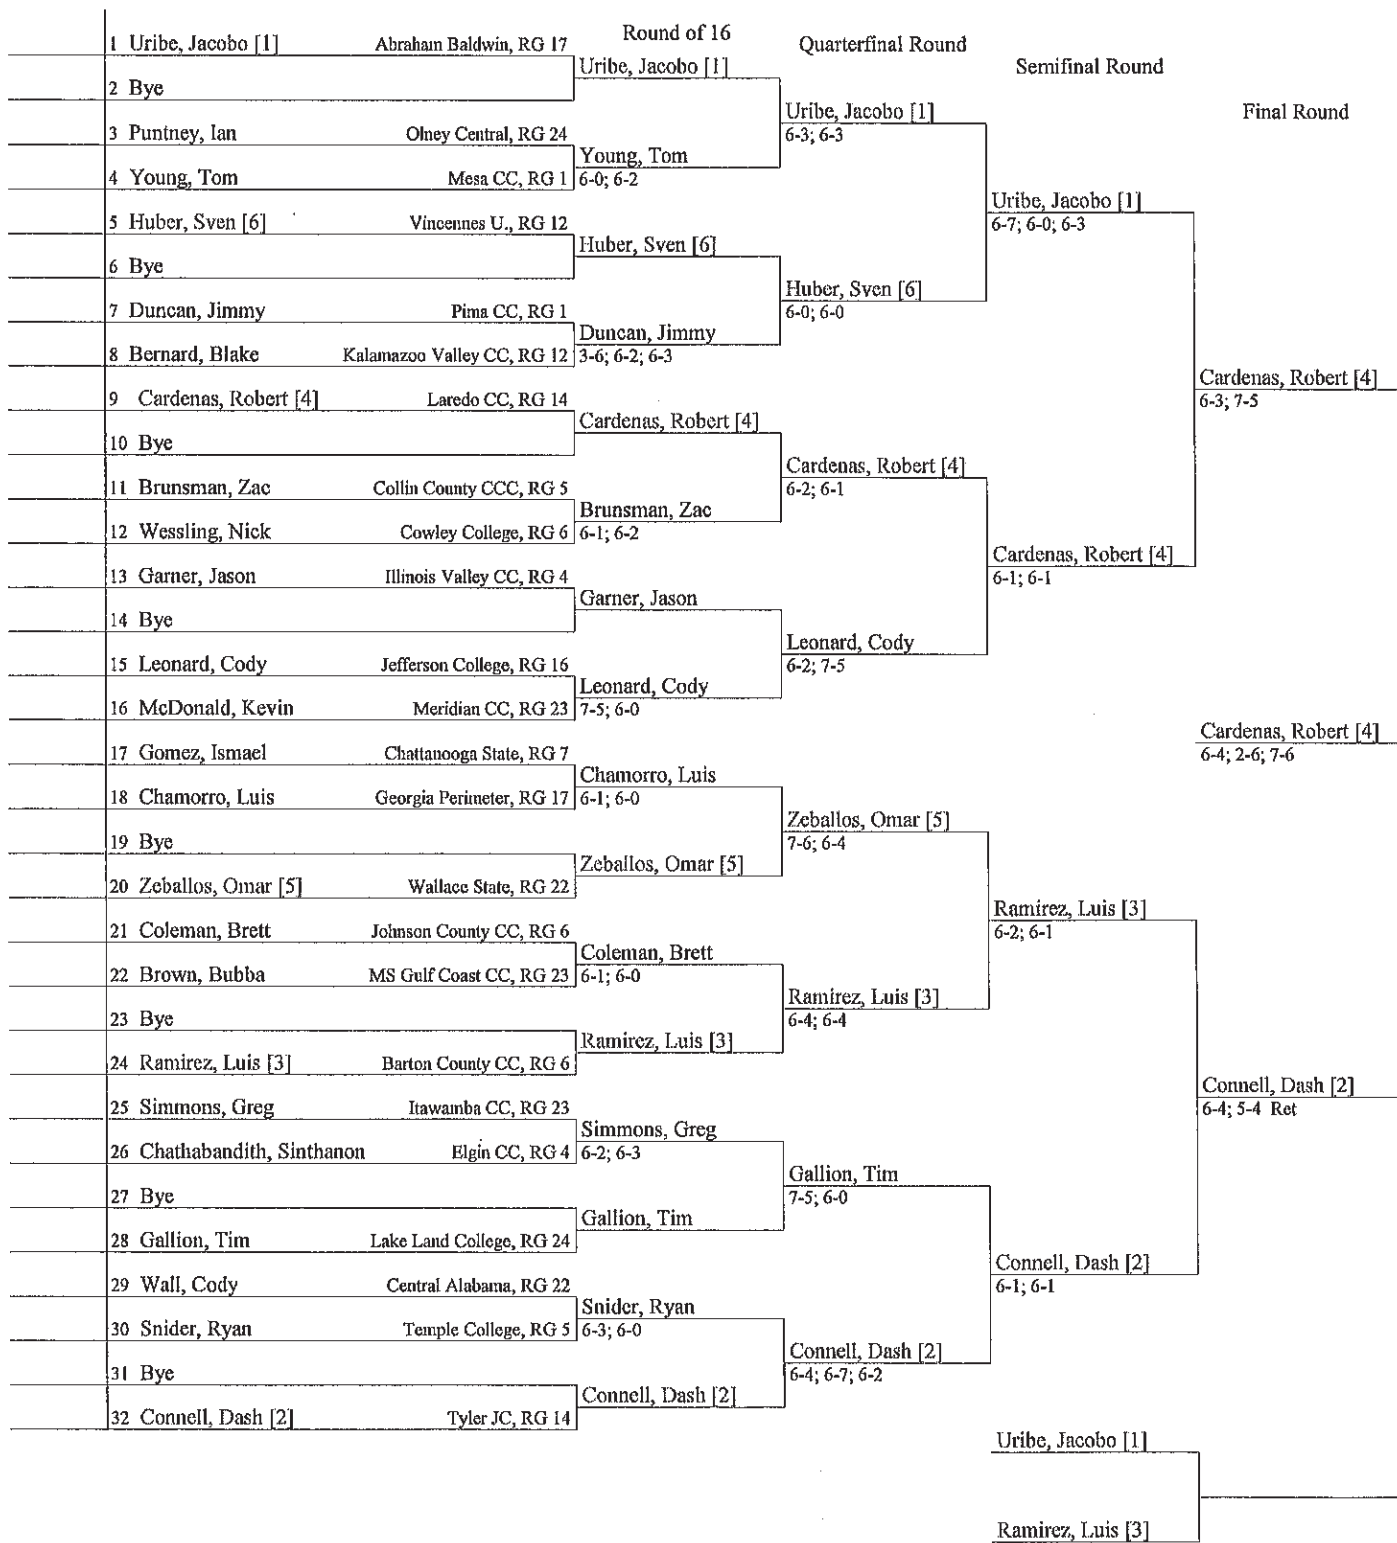 Round of 16
Quarterfinal Round
Semifinal Round
Final Round
1 Uribe, Jacobo [1] Abraham Baldwin, RG 17
Uribe, Jacobo [1]
2 Bye
Uribe, Jacobo [1]
6-3; 6-3
3 Puntney, Ian Olney Central, RG 24
Young, Tom
4 Young, Tom Mesa CC, RG 1
6-0; 6-2
Uribe, Jacobo [1]
6-7; 6-0; 6-3
5 Huber, Sven [6] Vincennes U., RG 12
Huber, Sven [6]
6 Bye
Huber, Sven [6]
6-0; 6-0
7 Duncan, Jimmy Pima CC, RG 1
Duncan, Jimmy
8 Bernard, Blake Kalamazoo Valley CC, RG 12
3-6; 6-2; 6-3
Cardenas, Robert [4]
6-3; 7-5
9 Cardenas, Robert [4] Laredo CC, RG 14
Cardenas, Robert [4]
10 Bye
Cardenas, Robert [4]
6-2; 6-1
11 Brunsman, Zac Collin County CCC, RG 5
Brunsman, Zac
12 Wessling, Nick Cowley College, RG 6
6-1; 6-2
Cardenas, Robert [4]
6-1; 6-1
13 Garner, Jason Illinois Valley CC, RG 4
Garner, Jason
14 Bye
Leonard, Cody
6-2; 7-5
15 Leonard, Cody Jefferson College, RG 16
Leonard, Cody
16 McDonald, Kevin Meridian CC, RG 23
7-5; 6-0
Cardenas, Robert [4]
6-4; 2-6; 7-6
17 Gomez, Ismael Chattanooga State, RG 7
Chamorro, Luis
18 Chamorro, Luis Georgia Perimeter, RG 17
6-1; 6-0
Zeballos, Omar [5]
7-6; 6-4
19 Bye
Zeballos, Omar [5]
20 Zeballos, Omar [5] Wallace State, RG 22
Ramirez, Luis [3]
6-2; 6-1
21 Coleman, Brett Johnson County CC, RG 6
Coleman, Brett
22 Brown, Bubba MS Gulf Coast CC, RG 23
6-1; 6-0
Ramirez, Luis [3]
6-4; 6-4
23 Bye
Ramirez, Luis [3]
24 Ramirez, Luis [3] Barton County CC, RG 6
Connell, Dash [2]
6-4; 5-4 Ret
25 Simmons, Greg Itawamba CC, RG 23
Simmons, Greg
26 Chathabandith, Sinthanon Elgin CC, RG 4
6-2; 6-3
Gallion, Tim
7-5; 6-0
27 Bye
Gallion, Tim
28 Gallion, Tim Lake Land College, RG 24
Connell, Dash [2]
6-1; 6-1
29 Wall, Cody Central Alabama, RG 22
Snider, Ryan
30 Snider, Ryan Temple College, RG 5
6-3; 6-0
Connell, Dash [2]
6-4; 6-7; 6-2
31 Bye
Connell, Dash [2]
32 Connell, Dash [2] Tyler JC, RG 14
Uribe, Jacobo [1]
Ramirez, Luis [3]